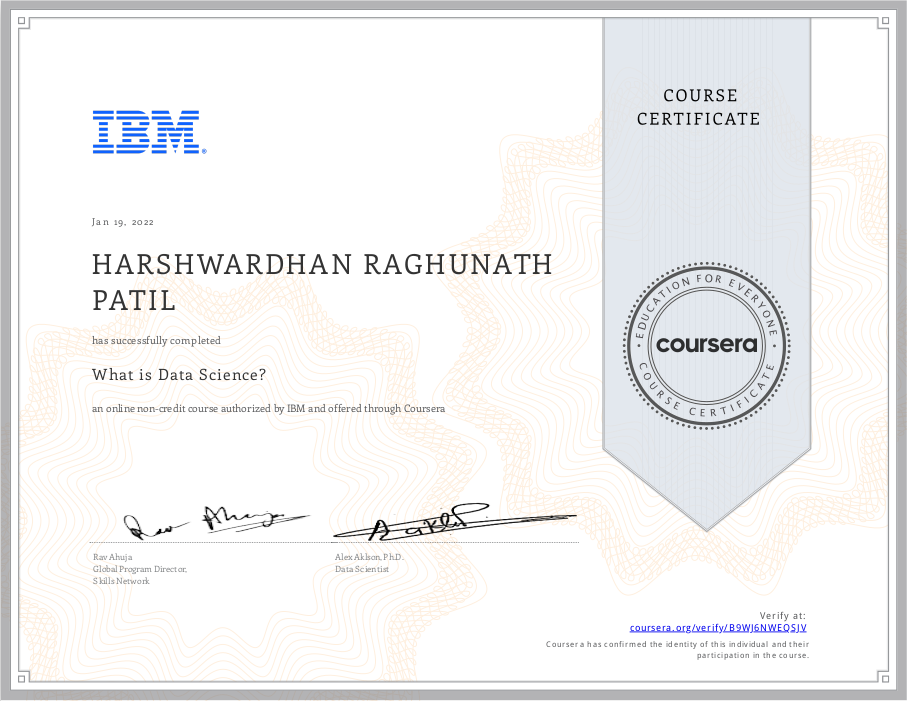 COURSE
CERTIFICATE
IBM®
Jan 19, 2022
HARSHWARDHAN RAGHUNATH
PATIL
has successfully completed
What is Data Science?
an online non-credit course authorized by IBM and offered through Coursera
EDUCATION FOR EVERYONE
coursera
COURSE CERTIFICATE
Rav Ahuja
Rav Ahuja
Global Program Director,
Skills Network
Alex Aklson, Ph.D.
Data Scientist
Verify at:
coursera.org/verify/B9WJ6NWEQSJV
Coursera has confirmed the identity of this individual and their
participation in the course.